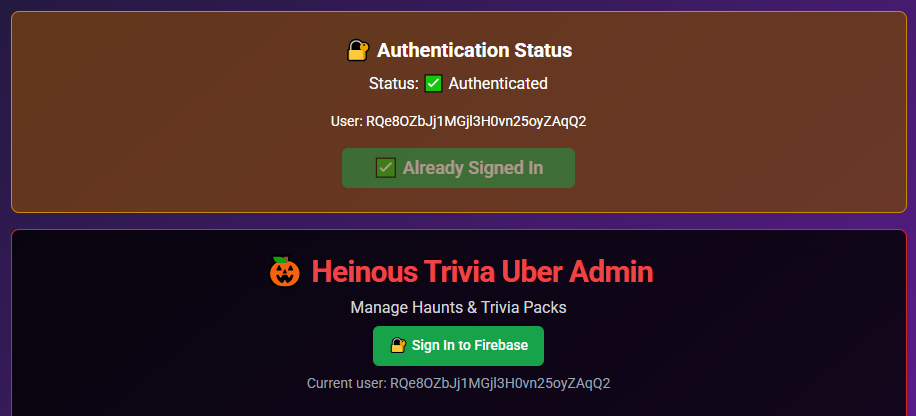 🔐 Authentication Status
Status: ✅ Authenticated
User: RQe8OZbJj1MGjl3H0vn25oyZAqQ2
✅ Already Signed In
🎃 Heinous Trivia Uber Admin
Manage Haunts & Trivia Packs
🔐 Sign In to Firebase
Current user: RQe8OZbJj1MGjl3H0vn25oyZAqQ2